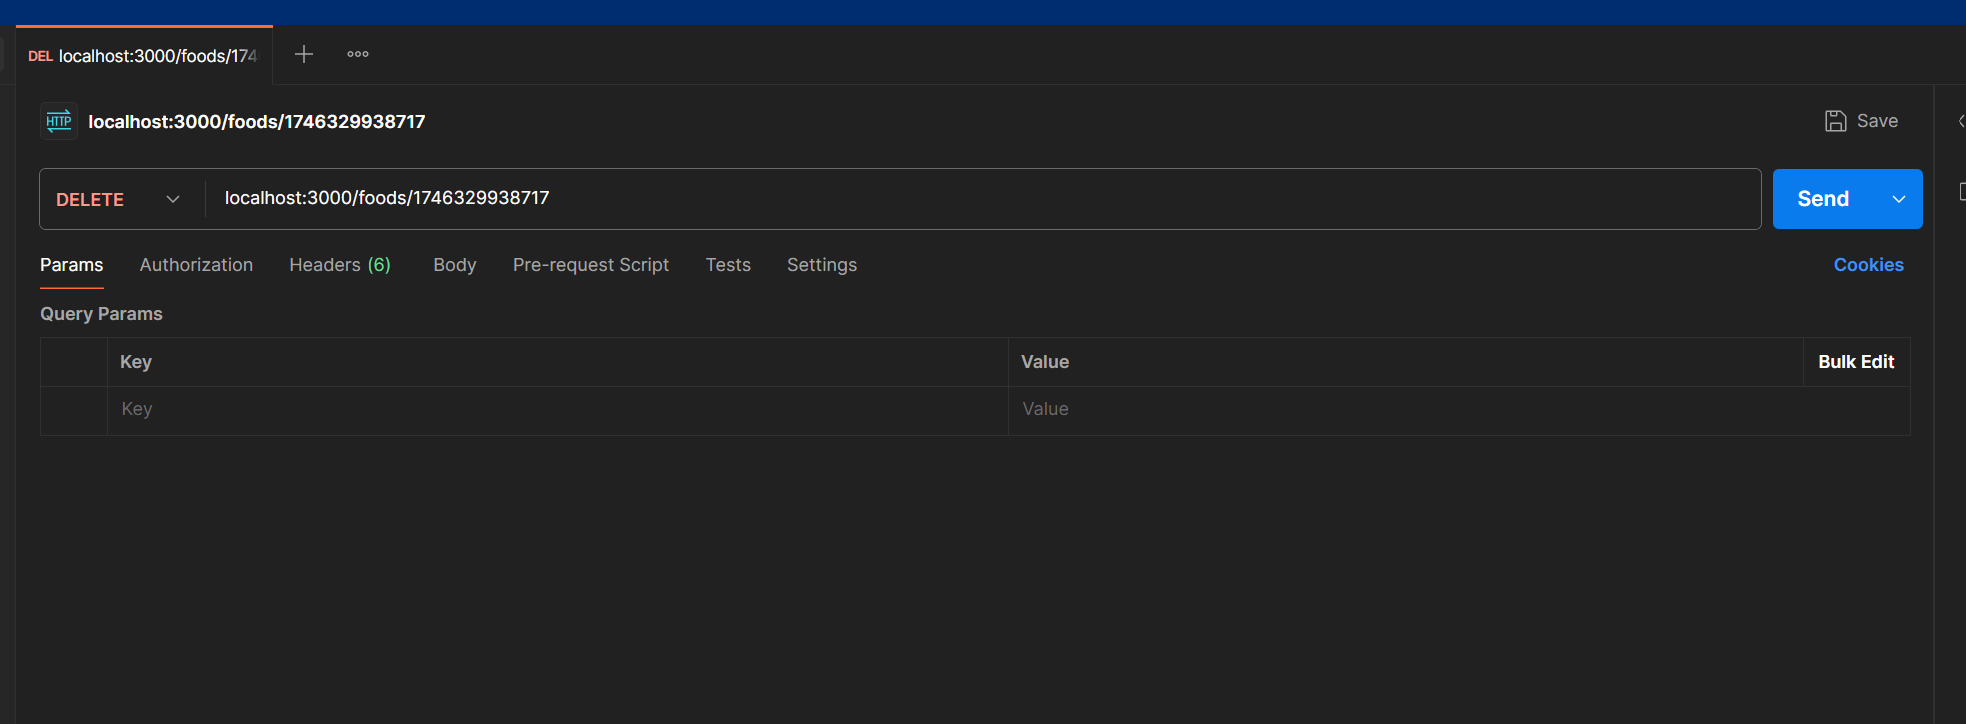 DEL localhost:3000/foods/174
HTTP localhost:3000/foods/1746329938717 Save
DELETE localhost:3000/foods/1746329938717 Send
Params Authorization Headers (6) Body Pre-request Script Tests Settings Cookies
Query Params
Key Value Bulk Edit
Key Value